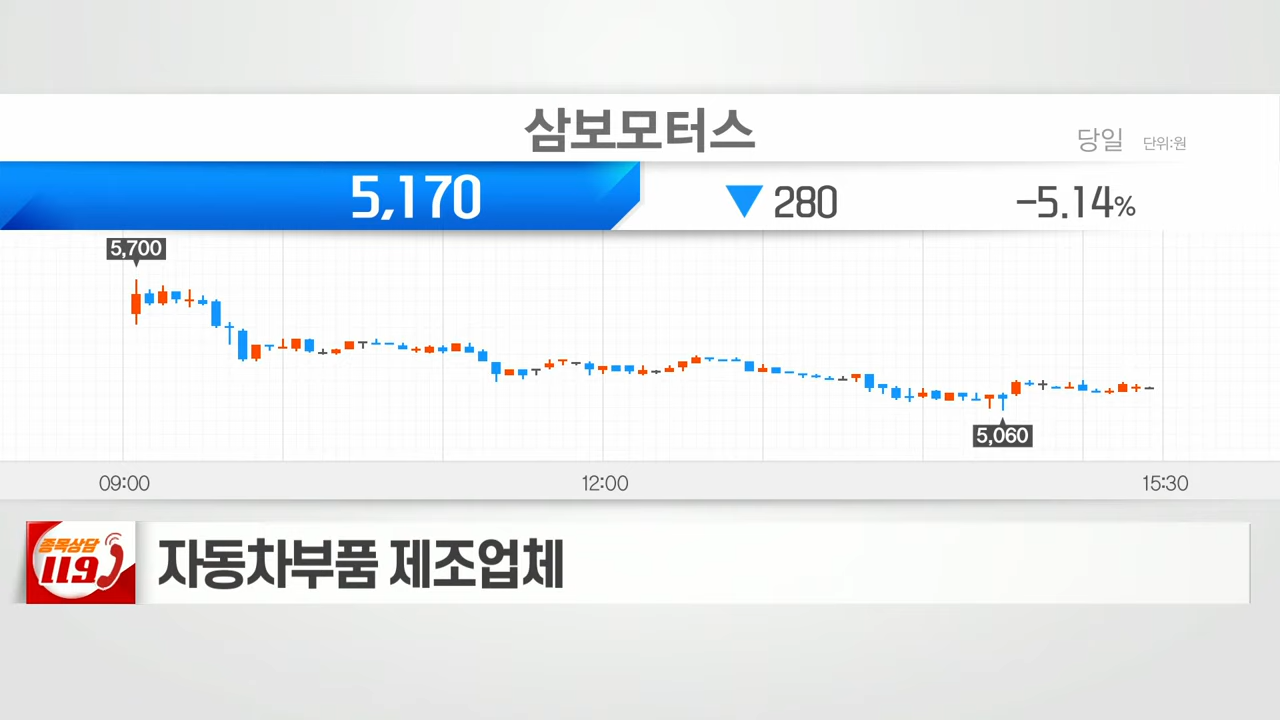 삼보모터스
당일 단위:원
5,170 ▼ 280 -5.14%
5,700
5,060
09:00 12:00 15:30
종목상담
119
자동차부품 제조업체